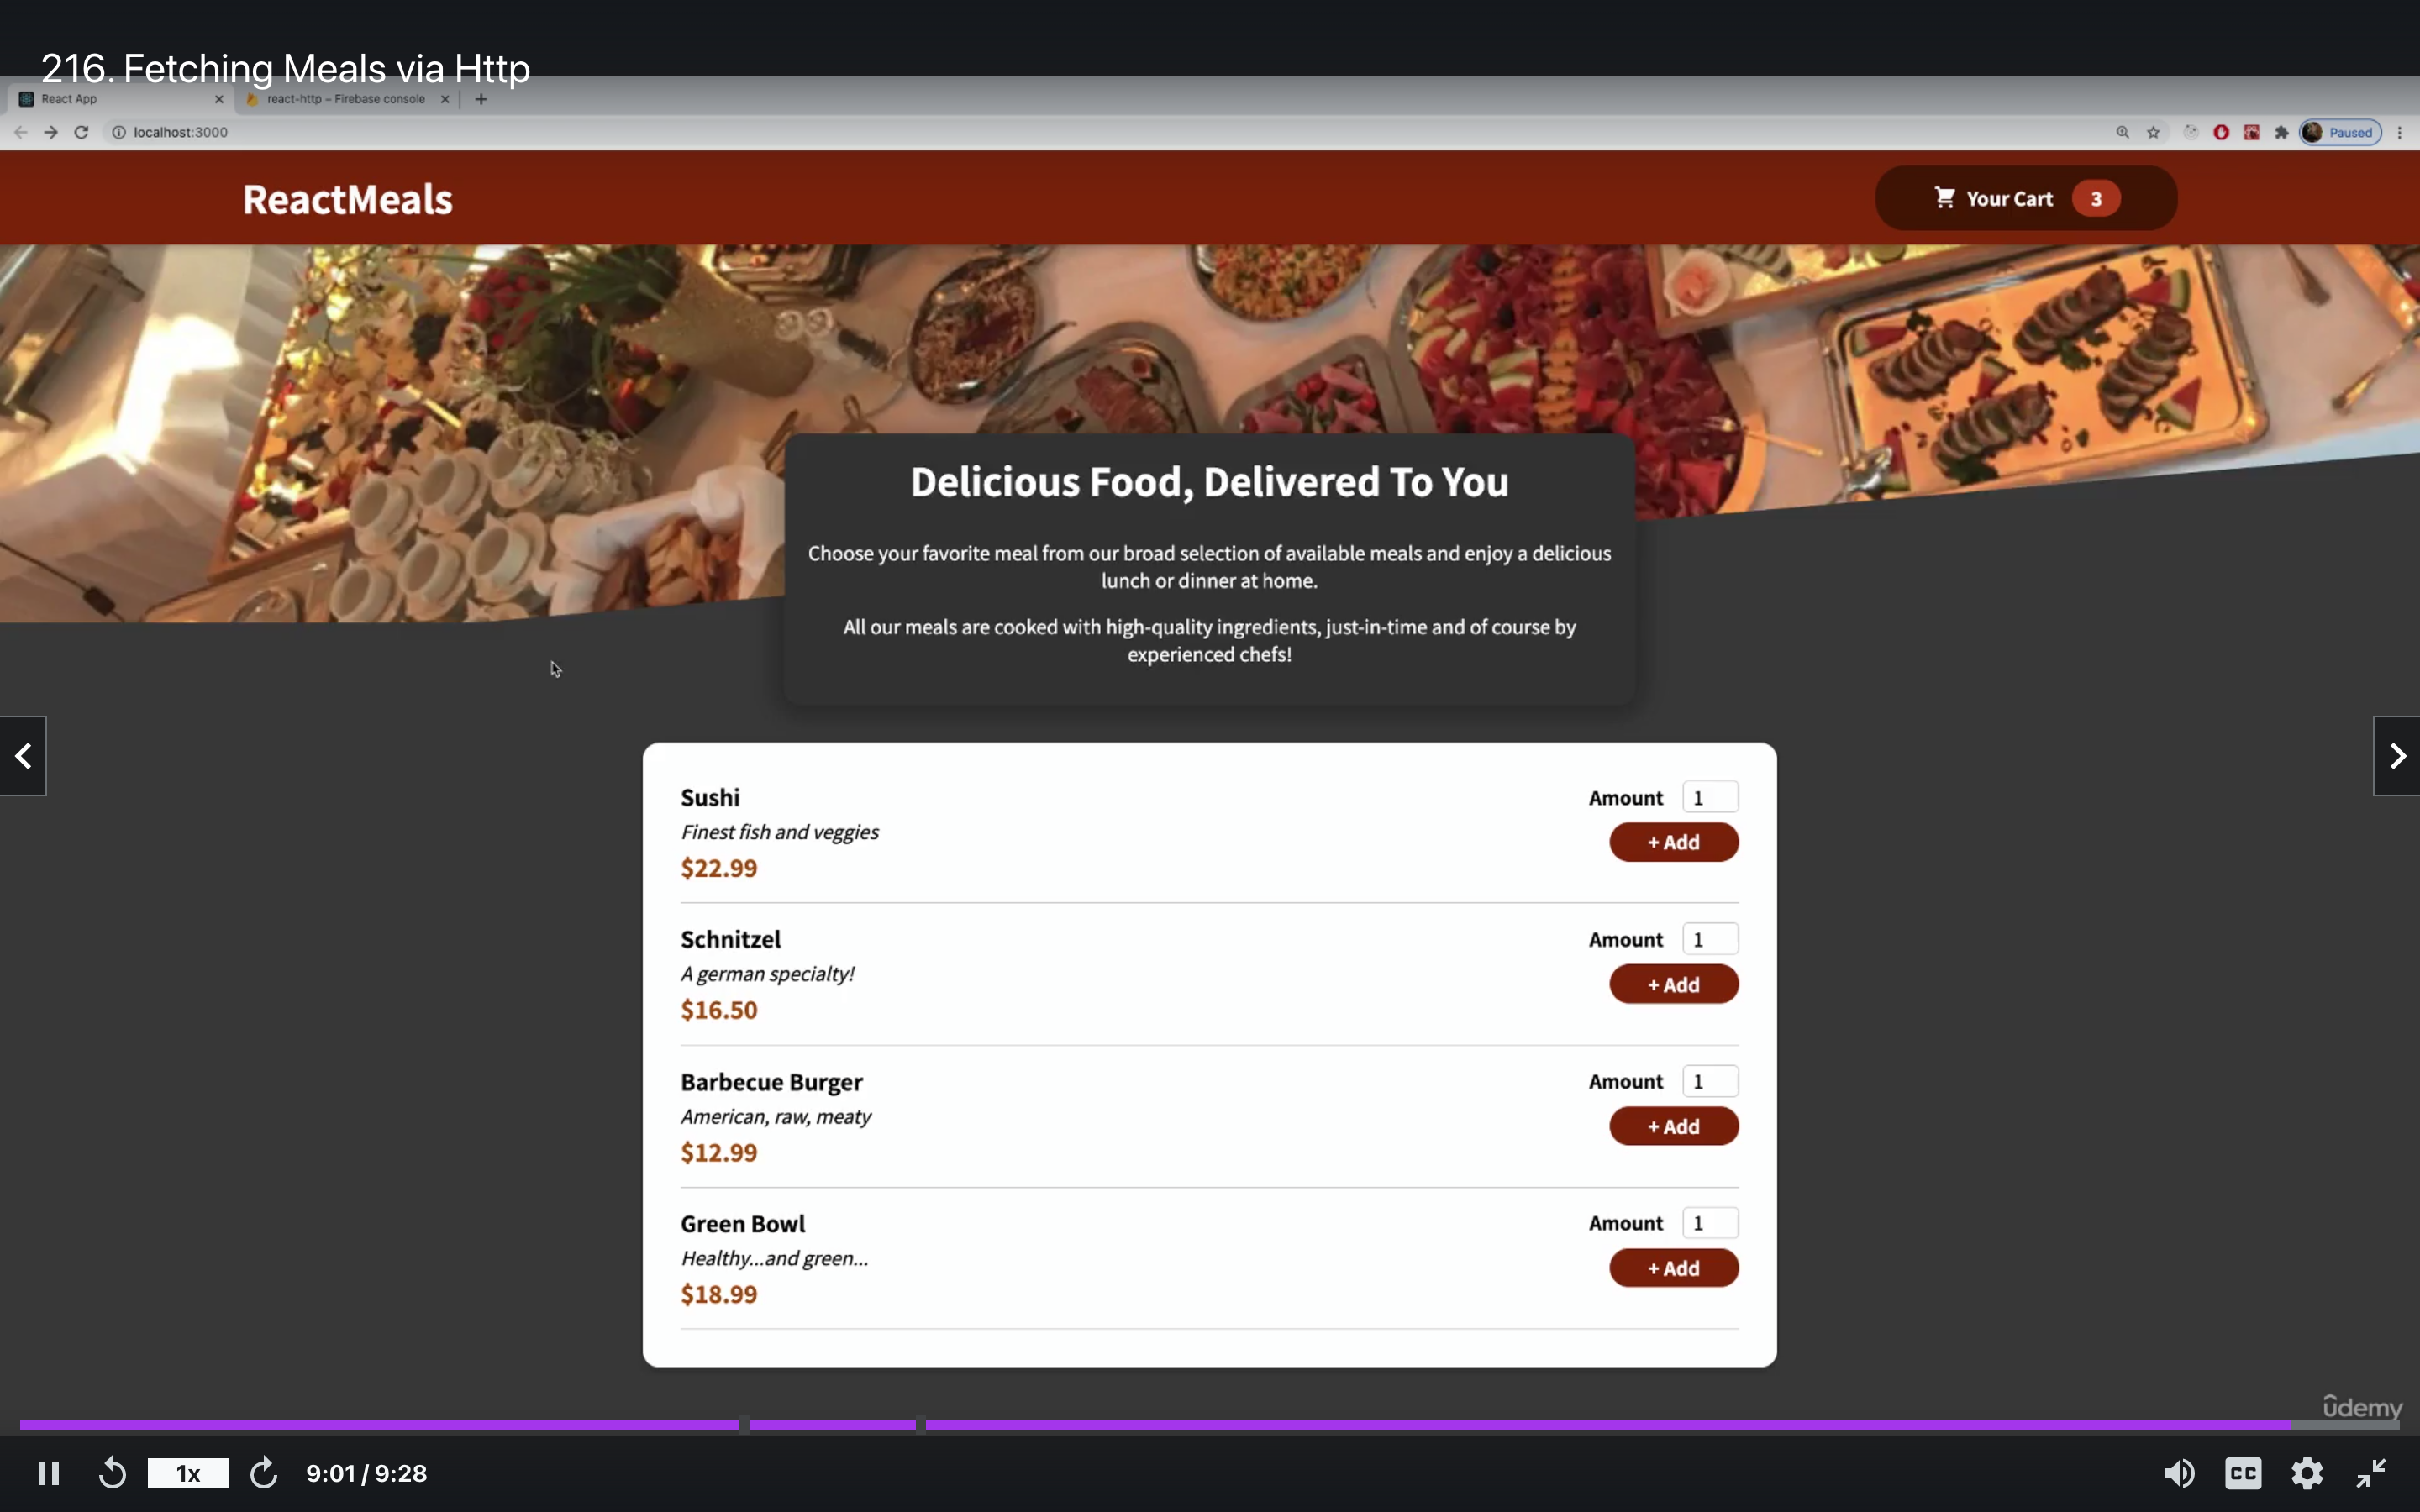 216. Fetching Meals via Http
React App
react-http – Firebase console
localhost:3000
Paused
ReactMeals
Your Cart 3
Delicious Food, Delivered To You
Choose your favorite meal from our broad selection of available meals and enjoy a delicious
lunch or dinner at home.
All our meals are cooked with high-quality ingredients, just-in-time and of course by
experienced chefs!
Sushi
Amount 1
Finest fish and veggies
+ Add
$22.99
Schnitzel
Amount 1
A german specialty!
+ Add
$16.50
Barbecue Burger
Amount 1
American, raw, meaty
+ Add
$12.99
Green Bowl
Amount 1
Healthy...and green...
+ Add
$18.99
ûdemy
1x
9:01 / 9:28
CC